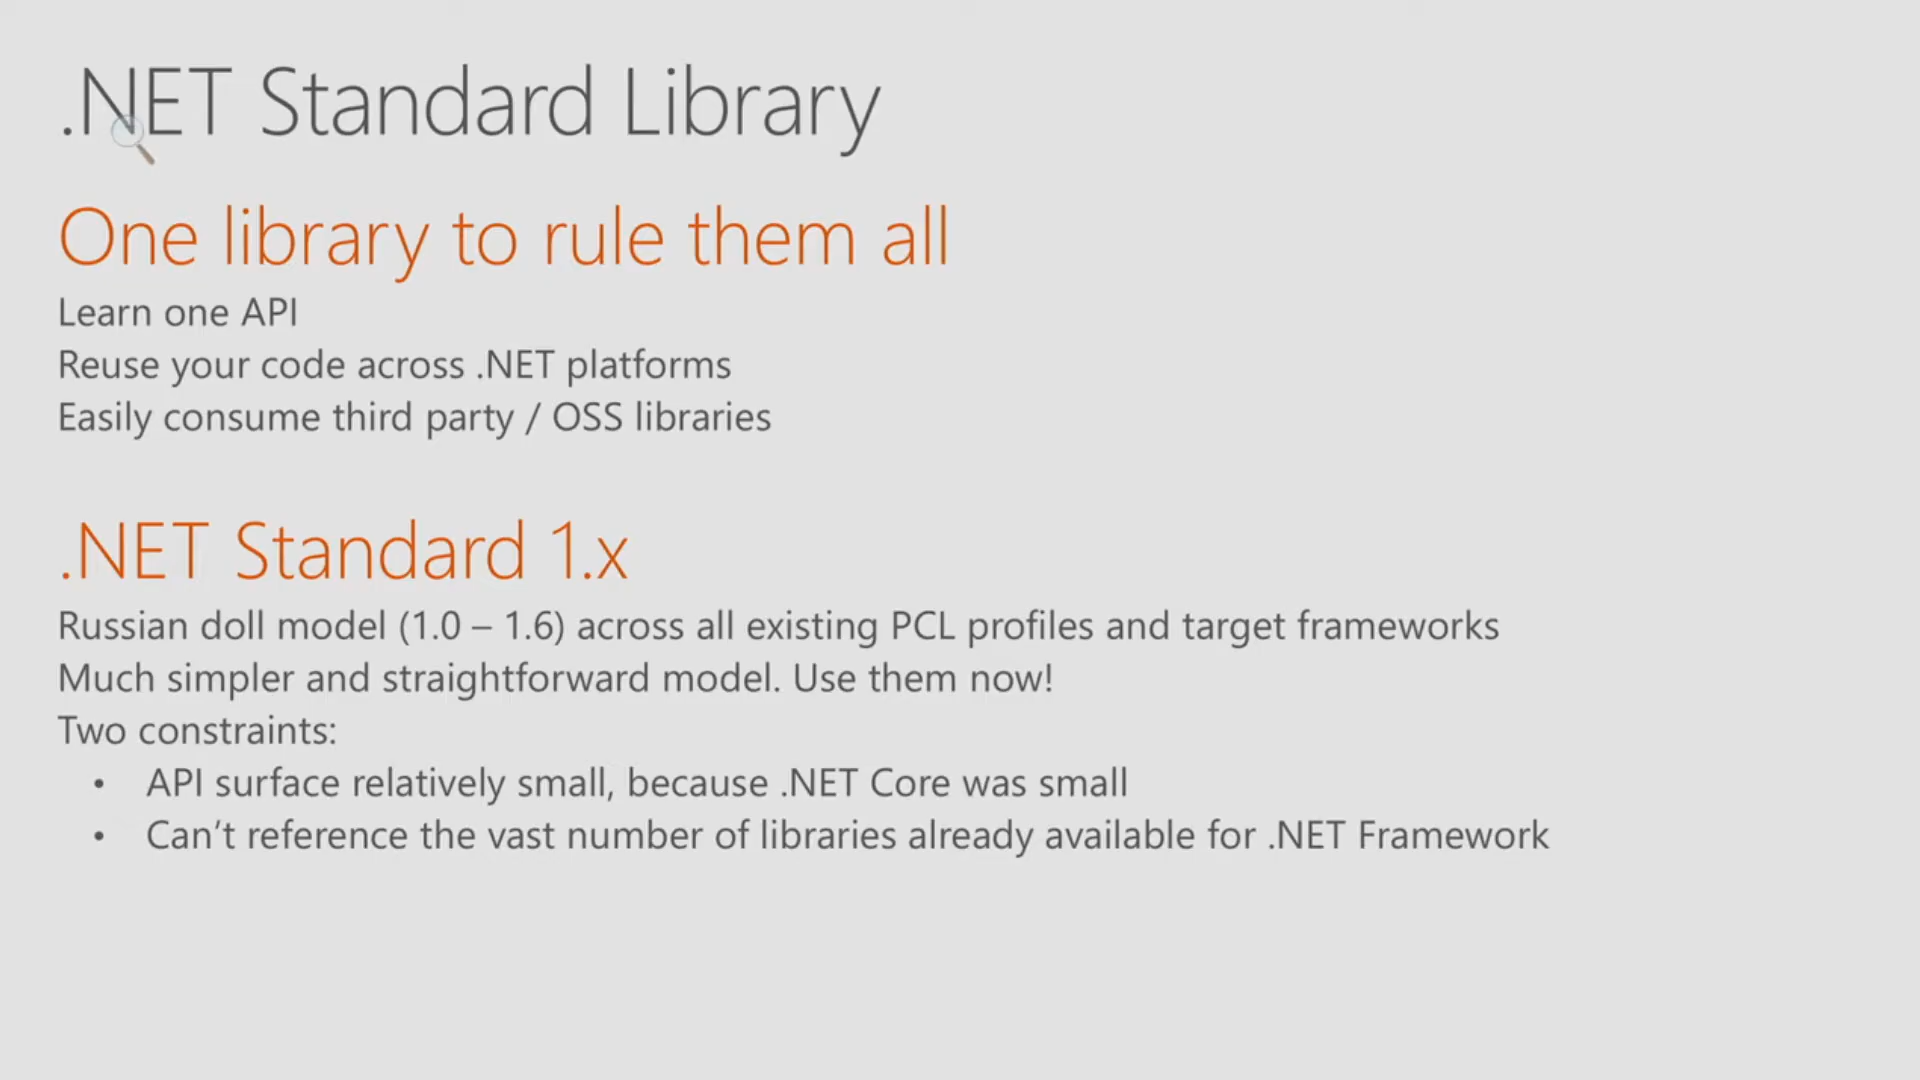 .NET Standard Library
One library to rule them all
Learn one API
Reuse your code across .NET platforms
Easily consume third party / OSS libraries
.NET Standard 1.x
Russian doll model (1.0 – 1.6) across all existing PCL profiles and target frameworks
Much simpler and straightforward model. Use them now!
Two constraints:
• API surface relatively small, because .NET Core was small
• Can’t reference the vast number of libraries already available for .NET Framework